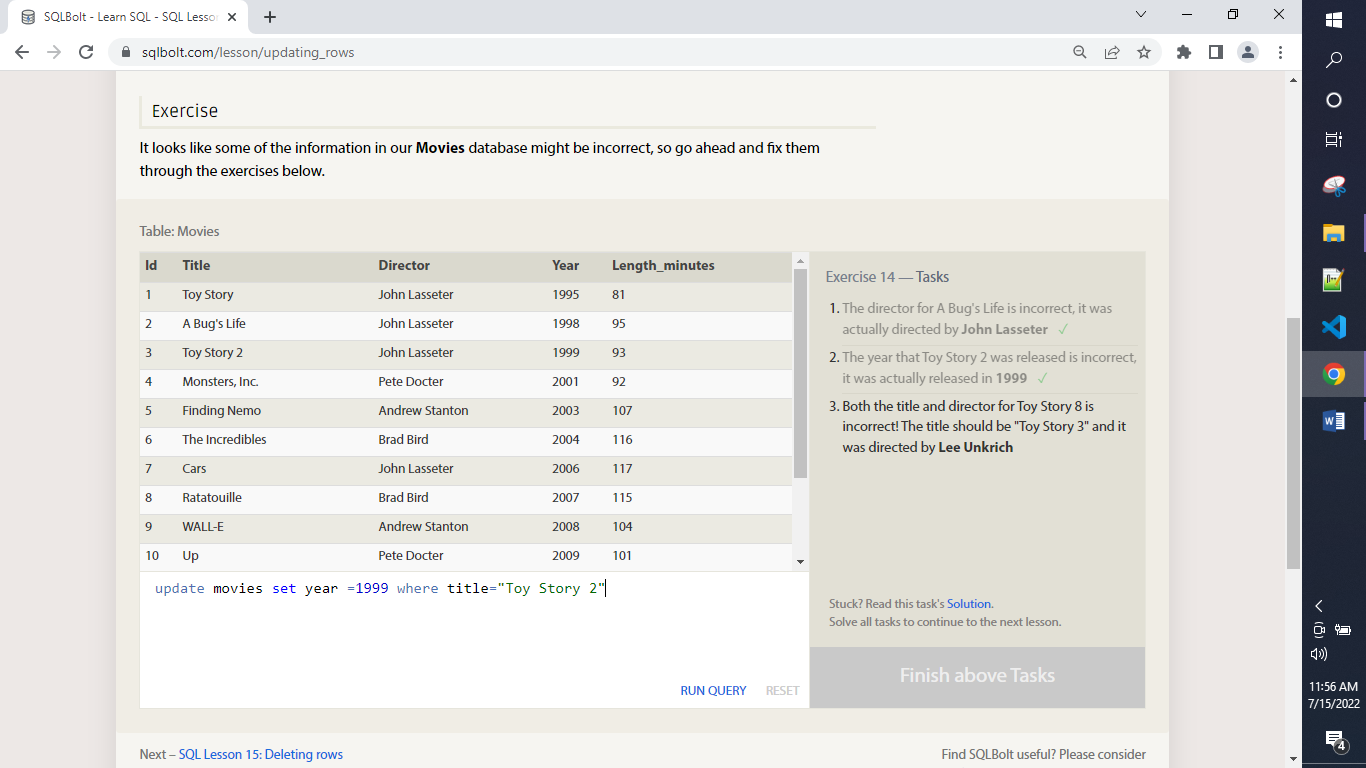 SQLBolt - Learn SQL - SQL Lesson
sqlbolt.com/lesson/updating_rows
Exercise
It looks like some of the information in our Movies database might be incorrect, so go ahead and fix them
through the exercises below.
Table: Movies
Id Title Director Year Length_minutes
1 Toy Story John Lasseter 1995 81
2 A Bug's Life John Lasseter 1998 95
3 Toy Story 2 John Lasseter 1999 93
4 Monsters, Inc. Pete Docter 2001 92
5 Finding Nemo Andrew Stanton 2003 107
6 The Incredibles Brad Bird 2004 116
7 Cars John Lasseter 2006 117
8 Ratatouille Brad Bird 2007 115
9 WALL-E Andrew Stanton 2008 104
10 Up Pete Docter 2009 101
update movies set year =1999 where title="Toy Story 2"
RUN QUERY RESET
Exercise 14 — Tasks
1. The director for A Bug's Life is incorrect, it was
actually directed by John Lasseter ✓
2. The year that Toy Story 2 was released is incorrect,
it was actually released in 1999 ✓
3. Both the title and director for Toy Story 8 is
incorrect! The title should be "Toy Story 3" and it
was directed by Lee Unkrich
Stuck? Read this task's Solution.
Solve all tasks to continue to the next lesson.
Finish above Tasks
Next – SQL Lesson 15: Deleting rows
Find SQLBolt useful? Please consider
11:56 AM
7/15/2022
4